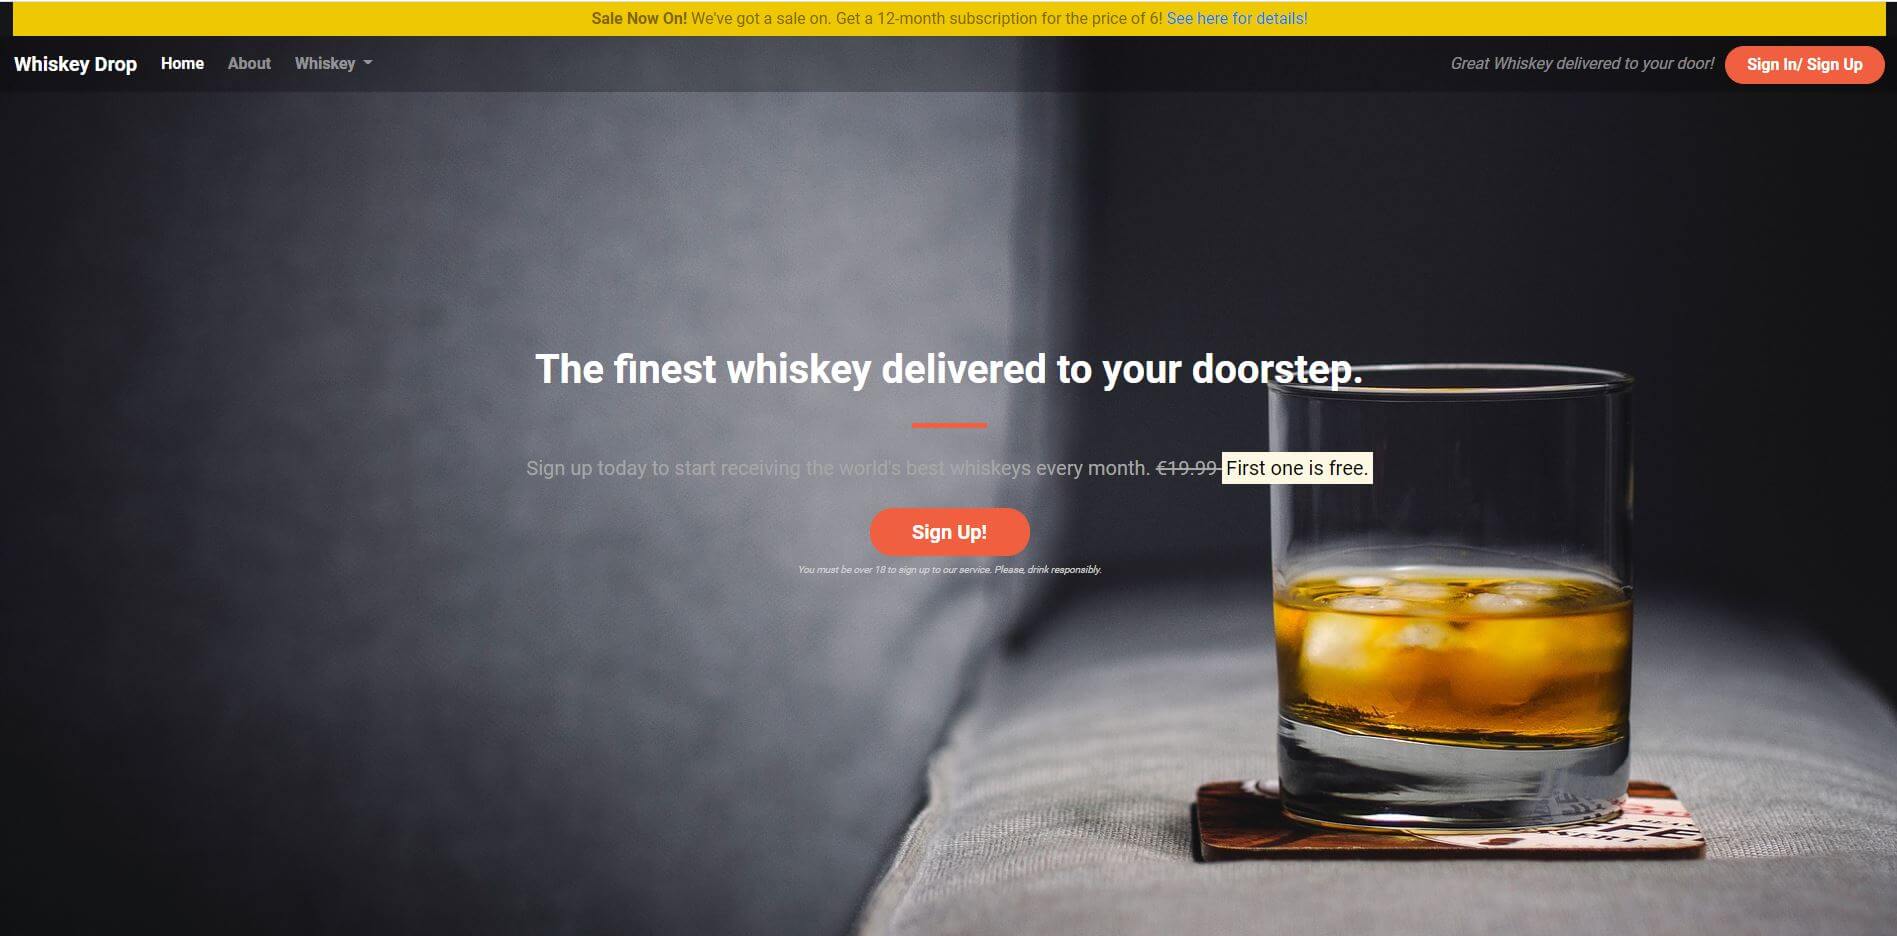 Sale Now On! We've got a sale on. Get a 12-month subscription for the price of 6! See here for details!
Whiskey Drop Home About Whiskey Great Whiskey delivered to your door! Sign In/ Sign Up
The finest whiskey delivered to your doorstep.
Sign up today to start receiving the world's best whiskeys every month. €19.99 First one is free.
Sign Up!
You must be over 18 to sign up to our service. Please, drink responsibly.